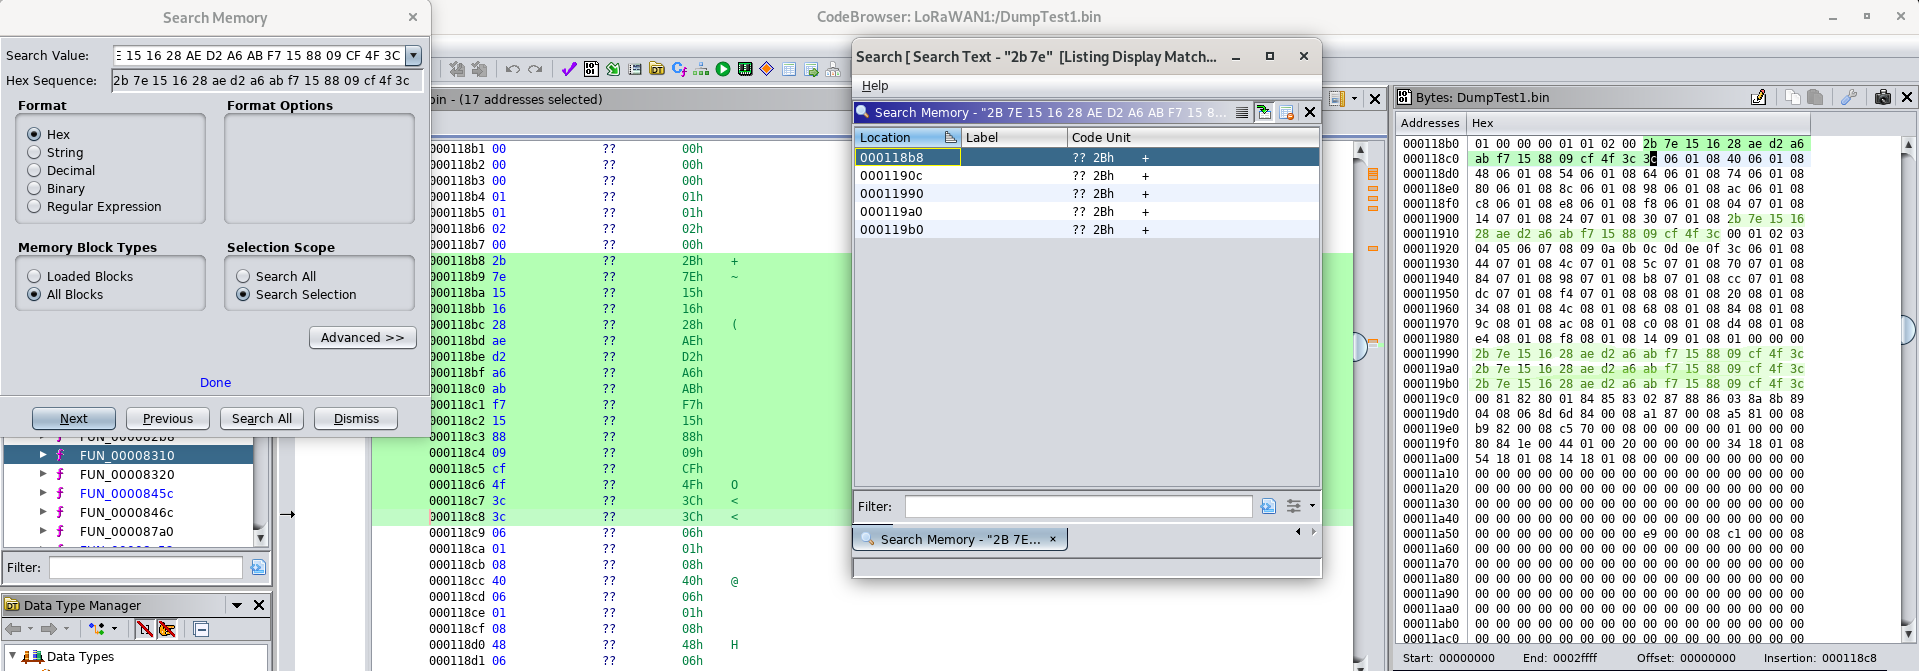 Search Memory
CodeBrowser: LoRaWAN1:/DumpTest1.bin
Search Value: E 15 16 28 AE D2 A6 AB F7 15 88 09 CF 4F 3C
Hex Sequence: 2b 7e 15 16 28 ae d2 a6 ab f7 15 88 09 cf 4f 3c
Format
Format Options
Hex
String
Decimal
Binary
Regular Expression
Memory Block Types
Selection Scope
Loaded Blocks
Search All
All Blocks
Search Selection
Advanced >>
Done
Next
Previous
Search All
Dismiss
FUN_000082b8
FUN_00008310
FUN_00008320
FUN_0000845c
FUN_0000846c
FUN_000087a0
Filter:
Data Type Manager
Data Types
bin - (17 addresses selected)
000118b1 00 ?? 00h
000118b2 00 ?? 00h
000118b3 00 ?? 00h
000118b4 01 ?? 01h
000118b5 01 ?? 01h
000118b6 02 ?? 02h
000118b7 00 ?? 00h
000118b8 2b ?? 2Bh +
000118b9 7e ?? 7Eh ~
000118ba 15 ?? 15h
000118bb 16 ?? 16h
000118bc 28 ?? 28h (
000118bd ae ?? AEh
000118be d2 ?? D2h
000118bf a6 ?? A6h
000118c0 ab ?? ABh
000118c1 f7 ?? F7h
000118c2 15 ?? 15h
000118c3 88 ?? 88h
000118c4 09 ?? 09h
000118c5 cf ?? CFh
000118c6 4f ?? 4Fh O
000118c7 3c ?? 3Ch <
000118c8 3c ?? 3Ch <
000118c9 06 ?? 06h
000118ca 01 ?? 01h
000118cb 08 ?? 08h
000118cc 40 ?? 40h @
000118cd 06 ?? 06h
000118ce 01 ?? 01h
000118cf 08 ?? 08h
000118d0 48 ?? 48h H
000118d1 06 ?? 06h
Search [ Search Text - "2b 7e" [Listing Display Match...
Help
Search Memory - "2B 7E 15 16 28 AE D2 A6 AB F7 15 8...
Location Label Code Unit
000118b8 ?? 2Bh +
0001190c ?? 2Bh +
00011990 ?? 2Bh +
000119a0 ?? 2Bh +
000119b0 ?? 2Bh +
Filter:
Search Memory - "2B 7E...
Bytes: DumpTest1.bin
Addresses Hex
000118b0 01 00 00 00 01 01 02 00 2b 7e 15 16 28 ae d2 a6
000118c0 ab f7 15 88 09 cf 4f 3c 3c 06 01 08 40 06 01 08
000118d0 48 06 01 08 54 06 01 08 64 06 01 08 74 06 01 08
000118e0 80 06 01 08 8c 06 01 08 98 06 01 08 ac 06 01 08
000118f0 c8 06 01 08 e8 06 01 08 f8 06 01 08 04 07 01 08
00011900 14 07 01 08 24 07 01 08 30 07 01 08 2b 7e 15 16
00011910 28 ae d2 a6 ab f7 15 88 09 cf 4f 3c 00 01 02 03
00011920 04 05 06 07 08 09 0a 0b 0c 0d 0e 0f 3c 06 01 08
00011930 44 07 01 08 4c 07 01 08 5c 07 01 08 70 07 01 08
00011940 84 07 01 08 98 07 01 08 b8 07 01 08 cc 07 01 08
00011950 dc 07 01 08 f4 07 01 08 08 08 01 08 20 08 01 08
00011960 34 08 01 08 4c 08 01 08 68 08 01 08 84 08 01 08
00011970 9c 08 01 08 ac 08 01 08 c0 08 01 08 d4 08 01 08
00011980 e4 08 01 08 f8 08 01 08 14 09 01 08 01 00 00 00
00011990 2b 7e 15 16 28 ae d2 a6 ab f7 15 88 09 cf 4f 3c
000119a0 2b 7e 15 16 28 ae d2 a6 ab f7 15 88 09 cf 4f 3c
000119b0 2b 7e 15 16 28 ae d2 a6 ab f7 15 88 09 cf 4f 3c
000119c0 00 81 82 80 01 84 85 83 02 87 88 86 03 8a 8b 89
000119d0 04 08 06 8d 6d 84 00 08 a1 87 00 08 a5 81 00 08
000119e0 b9 82 00 08 c5 70 00 08 00 00 00 00 01 00 00 00
000119f0 80 84 1e 00 44 01 00 20 00 00 00 00 34 18 01 08
00011a00 54 18 01 08 14 18 01 08 00 00 00 00 00 00 00 00
00011a10 00 00 00 00 00 00 00 00 00 00 00 00 00 00 00 00
00011a20 00 00 00 00 00 00 00 00 00 00 00 00 00 00 00 00
00011a30 00 00 00 00 00 00 00 00 00 00 00 00 00 00 00 00
00011a40 00 00 00 00 00 00 00 00 00 00 00 00 00 00 00 00
00011a50 00 00 00 00 00 00 00 00 e9 00 00 08 c1 00 00 08
00011a60 00 00 00 00 00 00 00 00 00 00 00 00 00 00 00 00
00011a70 00 00 00 00 00 00 00 00 00 00 00 00 00 00 00 00
00011a80 00 00 00 00 00 00 00 00 00 00 00 00 00 00 00 00
00011a90 00 00 00 00 00 00 00 00 00 00 00 00 00 00 00 00
00011aa0 00 00 00 00 00 00 00 00 00 00 00 00 00 00 00 00
00011ab0 00 00 00 00 00 00 00 00 00 00 00 00 00 00 00 00
00011ac0 00 00 00 00 00 00 00 00 00 00 00 00 00 00 00 00
Start: 00000000 End: 0002ffff Offset: 00000000 Insertion: 000118c8